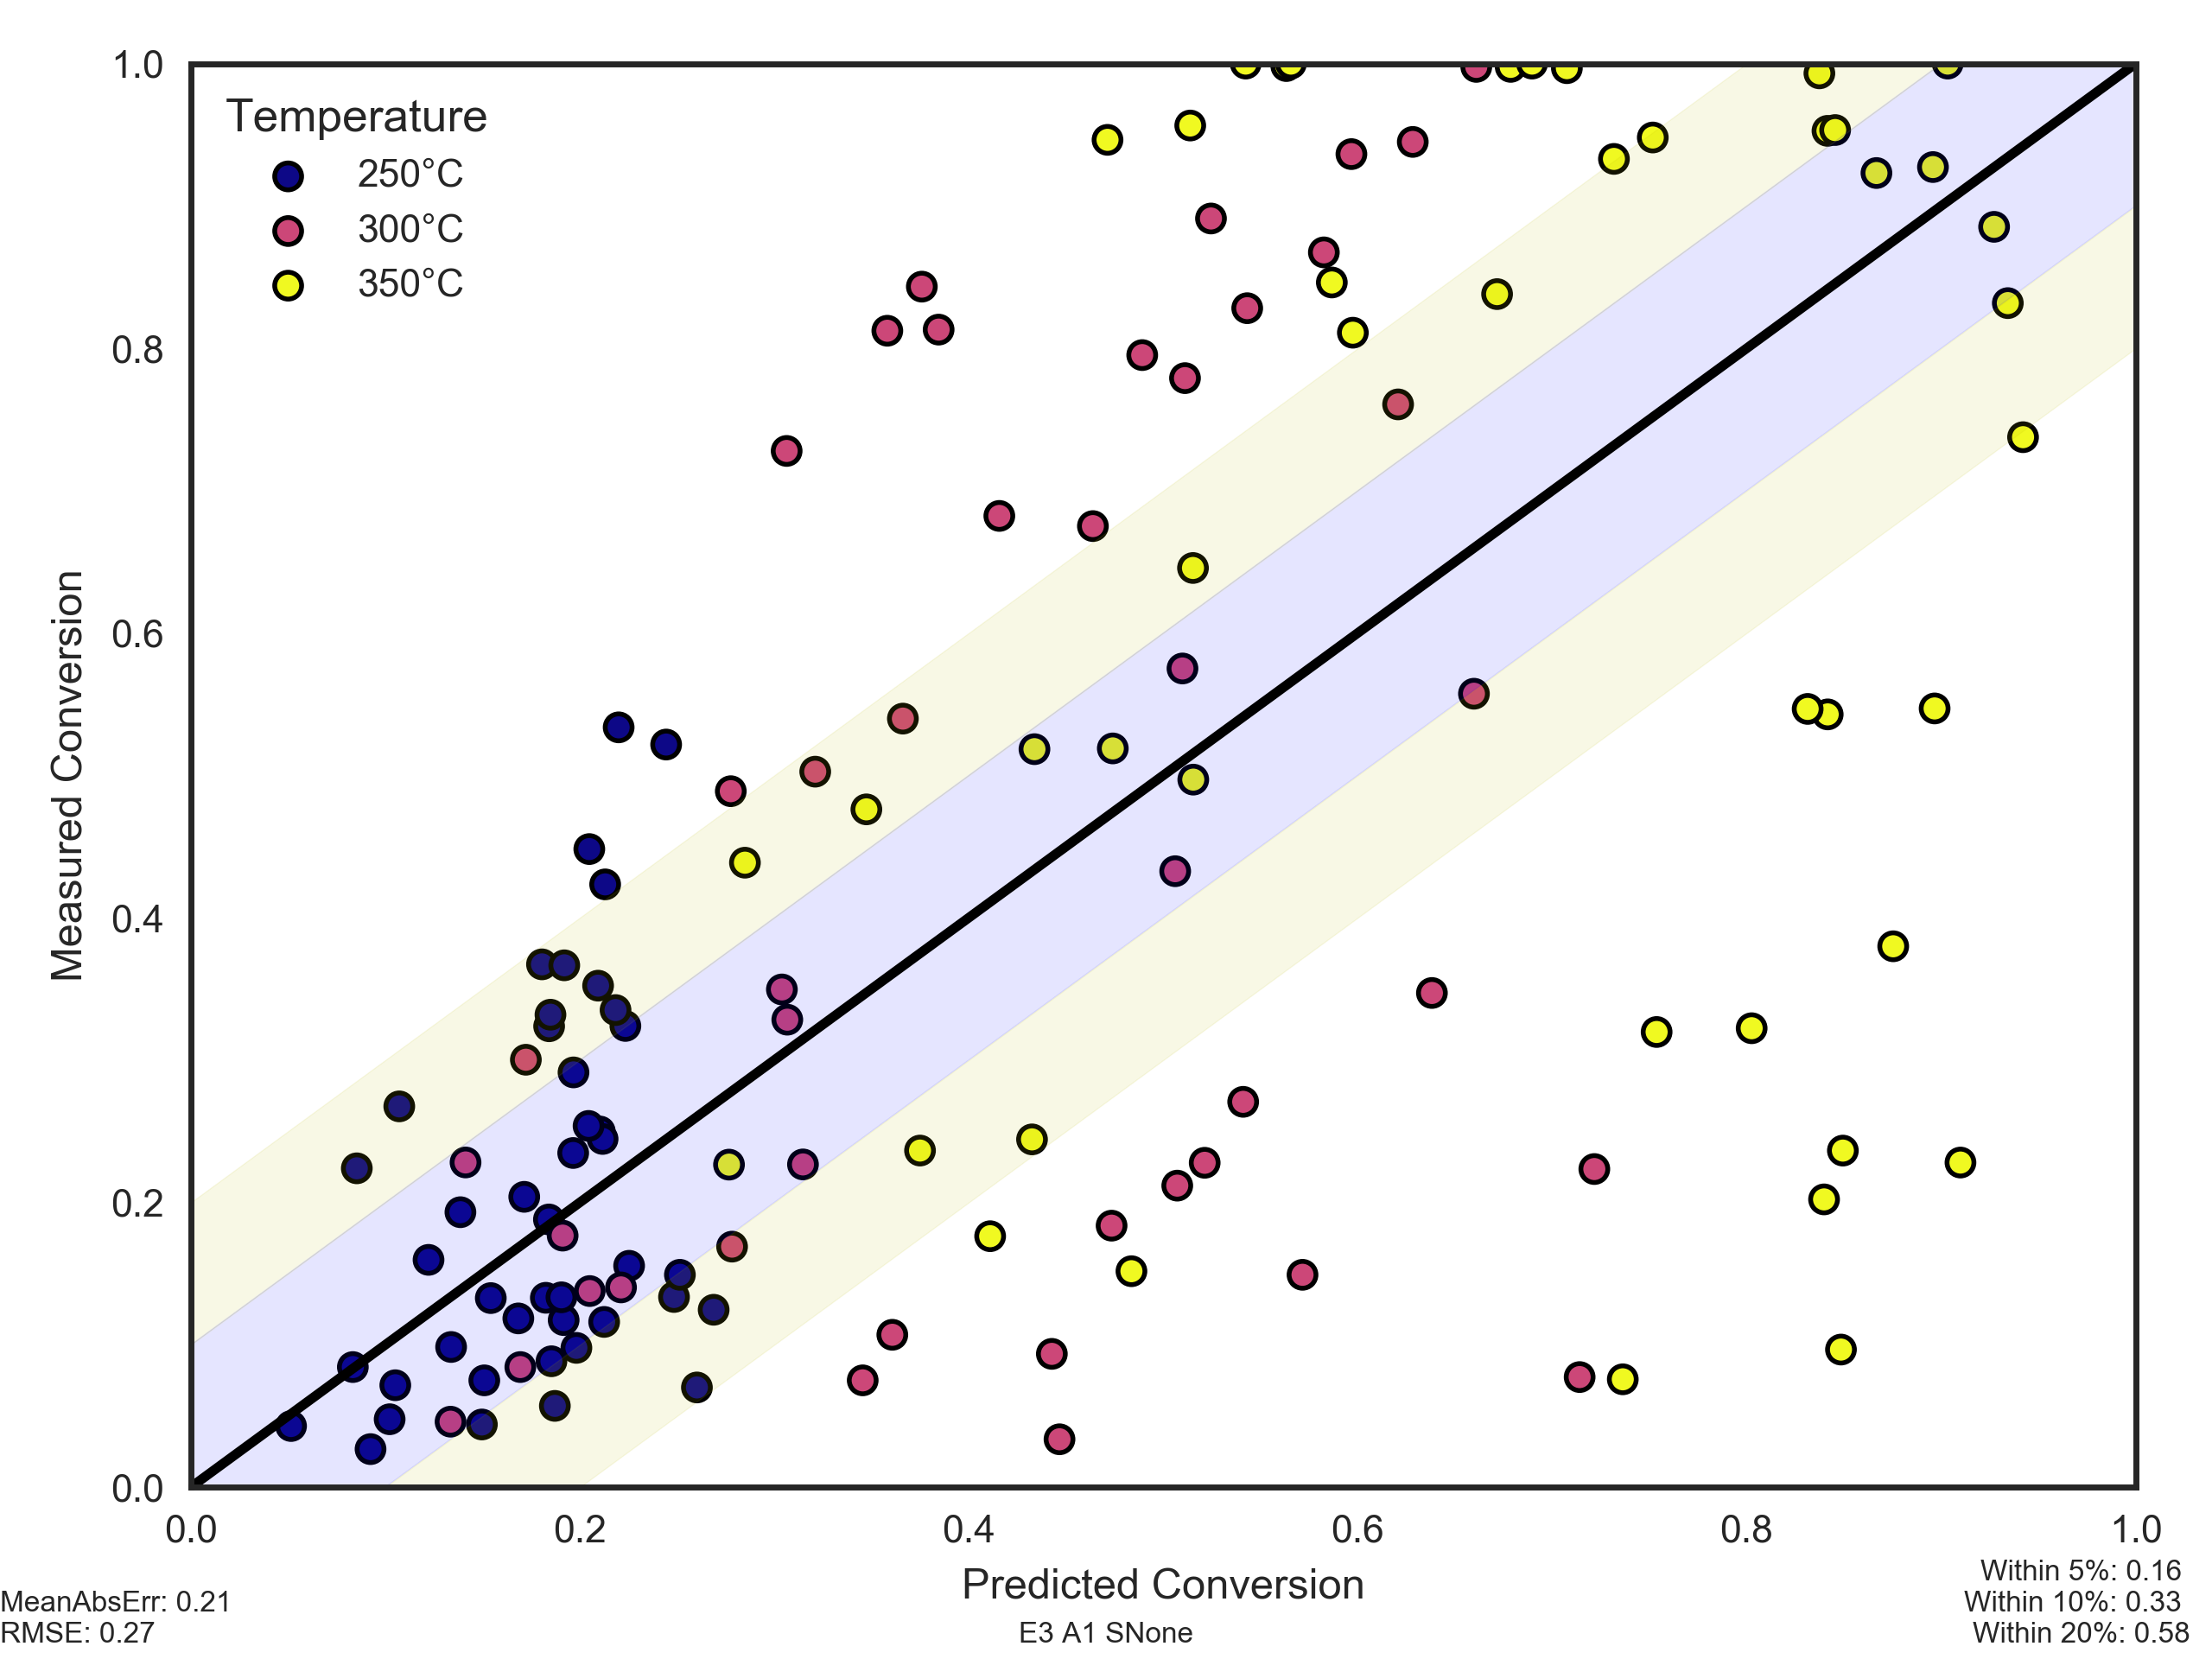 Temperature
250°C
300°C
350°C
1.0
0.8
0.6
0.4
0.2
0.0
Measured Conversion
0.0 0.2 0.4 0.6 0.8 1.0
Predicted Conversion
MeanAbsErr: 0.21
RMSE: 0.27
E3 A1 SNone
Within 5%: 0.16
Within 10%: 0.33
Within 20%: 0.58